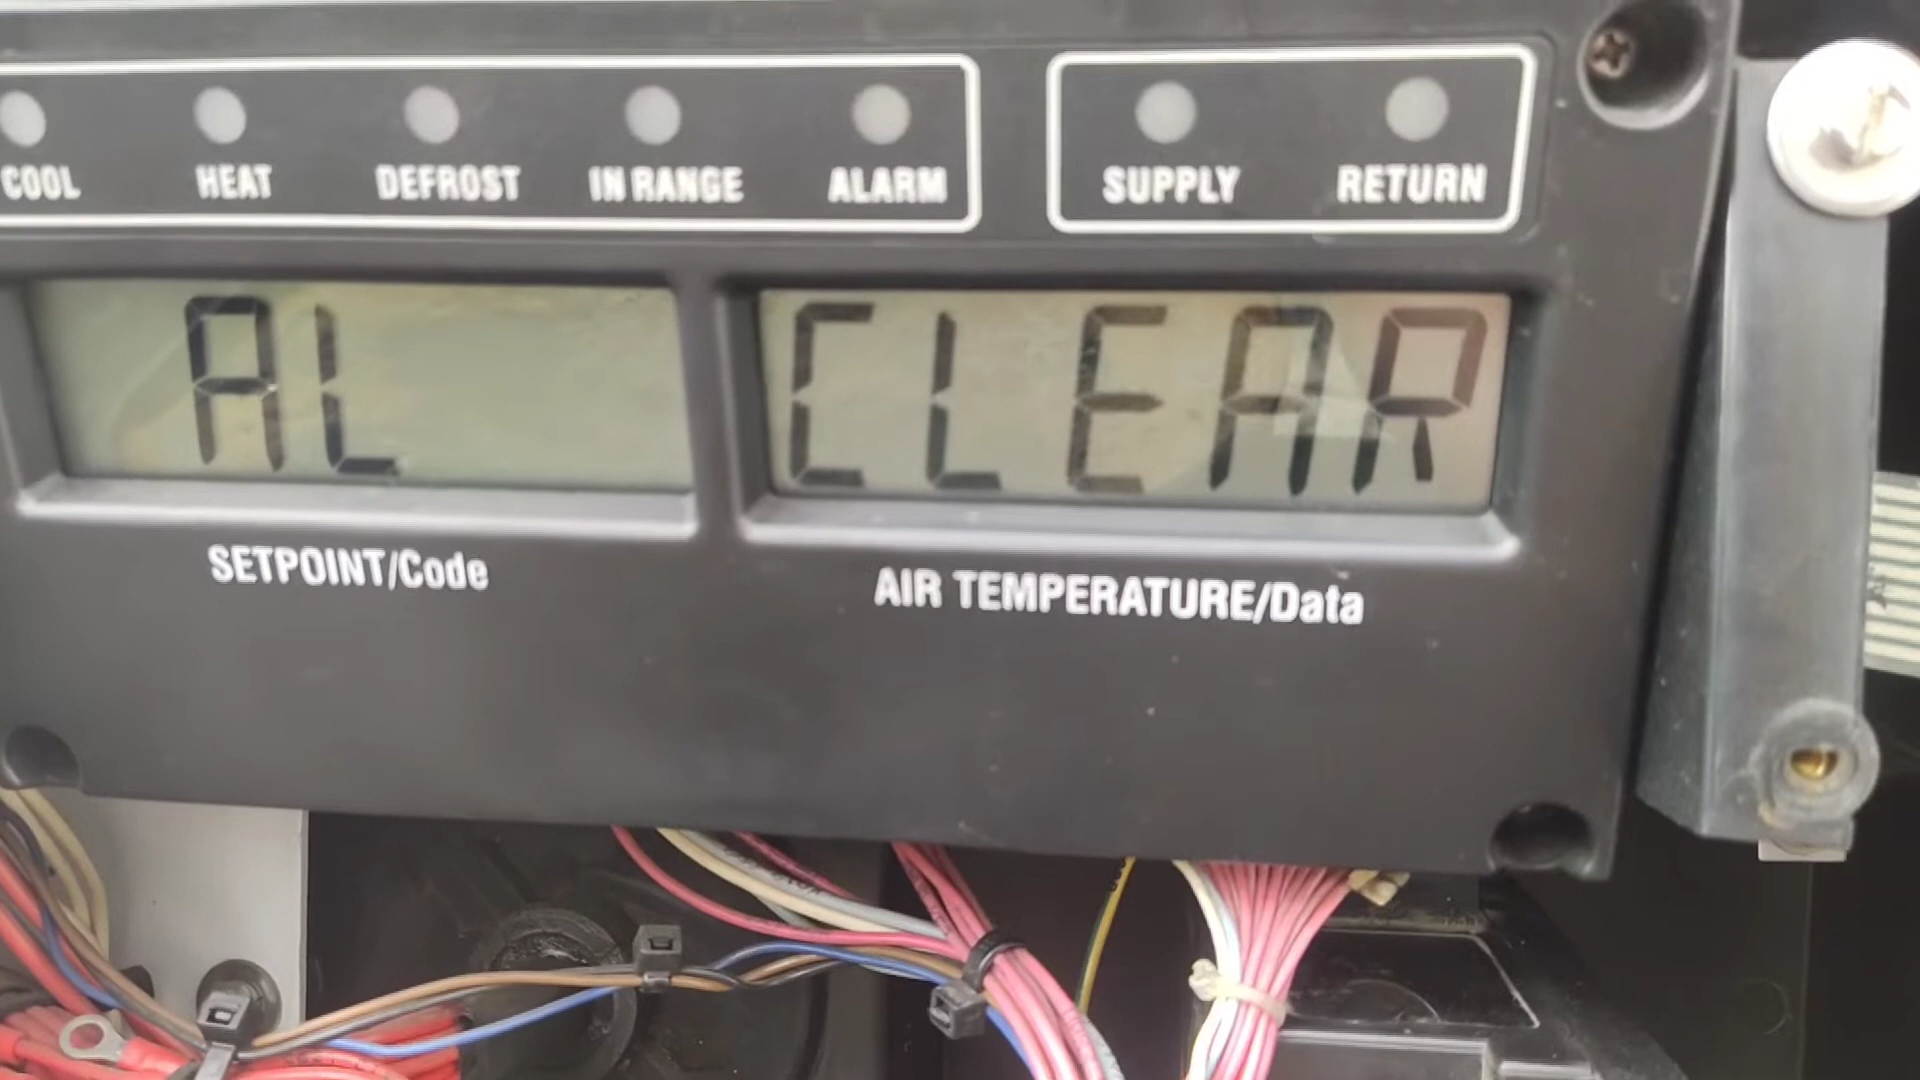 COOL HEAT DEFROST IN RANGE ALARM SUPPLY RETURN
AL CLEAR
SETPOINT/Code AIR TEMPERATURE/Data